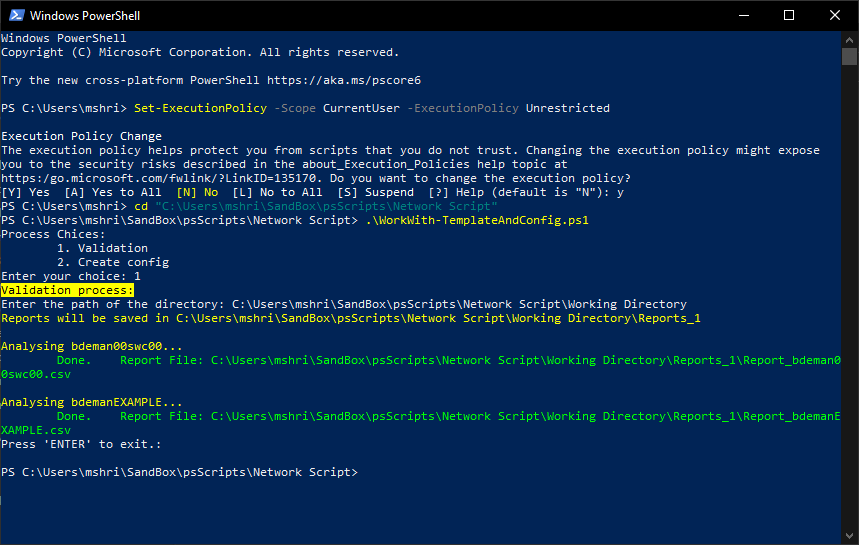 Windows PowerShell
Windows PowerShell
Copyright (C) Microsoft Corporation. All rights reserved.
Try the new cross-platform PowerShell https://aka.ms/pscore6
PS C:\Users\mshri> Set-ExecutionPolicy -Scope CurrentUser -ExecutionPolicy Unrestricted
Execution Policy Change
The execution policy helps protect you from scripts that you do not trust. Changing the execution policy might expose
you to the security risks described in the about_Execution_Policies help topic at
https:/go.microsoft.com/fwlink/?LinkID=135170. Do you want to change the execution policy?
[Y] Yes  [A] Yes to All  [N] No  [L] No to All  [S] Suspend  [?] Help (default is "N"): y
PS C:\Users\mshri> cd "C:\Users\mshri\SandBox\psScripts\Network Script"
PS C:\Users\mshri\SandBox\psScripts\Network Script> .\WorkWith-TemplateAndConfig.ps1
Process Chices:
1. Validation
2. Create config
Enter your choice: 1
Validation process:
Enter the path of the directory: C:\Users\mshri\SandBox\psScripts\Network Script\Working Directory
Reports will be saved in C:\Users\mshri\SandBox\psScripts\Network Script\Working Directory\Reports_1
Analysing bdeman00swc00...
Done.    Report File: C:\Users\mshri\SandBox\psScripts\Network Script\Working Directory\Reports_1\Report_bdeman0
0swc00.csv
Analysing bdemanEXAMPLE...
Done.    Report File: C:\Users\mshri\SandBox\psScripts\Network Script\Working Directory\Reports_1\Report_bdemanE
XAMPLE.csv
Press 'ENTER' to exit.:
PS C:\Users\mshri\SandBox\psScripts\Network Script>